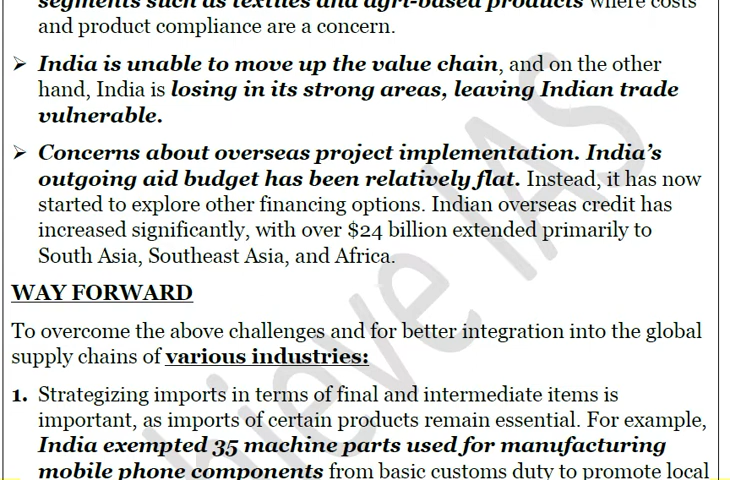 segments such as textiles and agri-based products where costs
and product compliance are a concern.
➢ India is unable to move up the value chain, and on the other
hand, India is losing in its strong areas, leaving Indian trade
vulnerable.
➢ Concerns about overseas project implementation. India's
outgoing aid budget has been relatively flat. Instead, it has now
started to explore other financing options. Indian overseas credit has
increased significantly, with over $24 billion extended primarily to
South Asia, Southeast Asia, and Africa.
WAY FORWARD
To overcome the above challenges and for better integration into the global
supply chains of various industries:
1. Strategizing imports in terms of final and intermediate items is
important, as imports of certain products remain essential. For example,
India exempted 35 machine parts used for manufacturing
mobile phone components from basic customs duty to promote local
hieve IAS